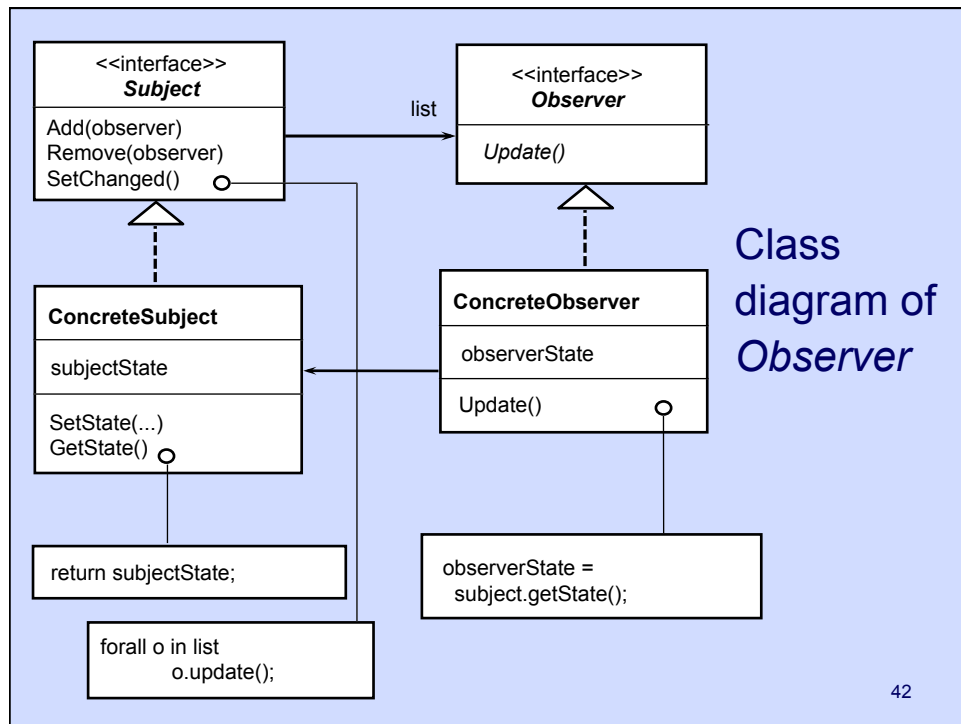 <<interface>>
Subject
Add(observer)
Remove(observer)
SetChanged()
list
<<interface>>
Observer
Update()
ConcreteSubject
subjectState
SetState(...)
GetState()
ConcreteObserver
observerState
Update()
Class
diagram of
Observer
return subjectState;
observerState =
subject.getState();
forall o in list
o.update();
42